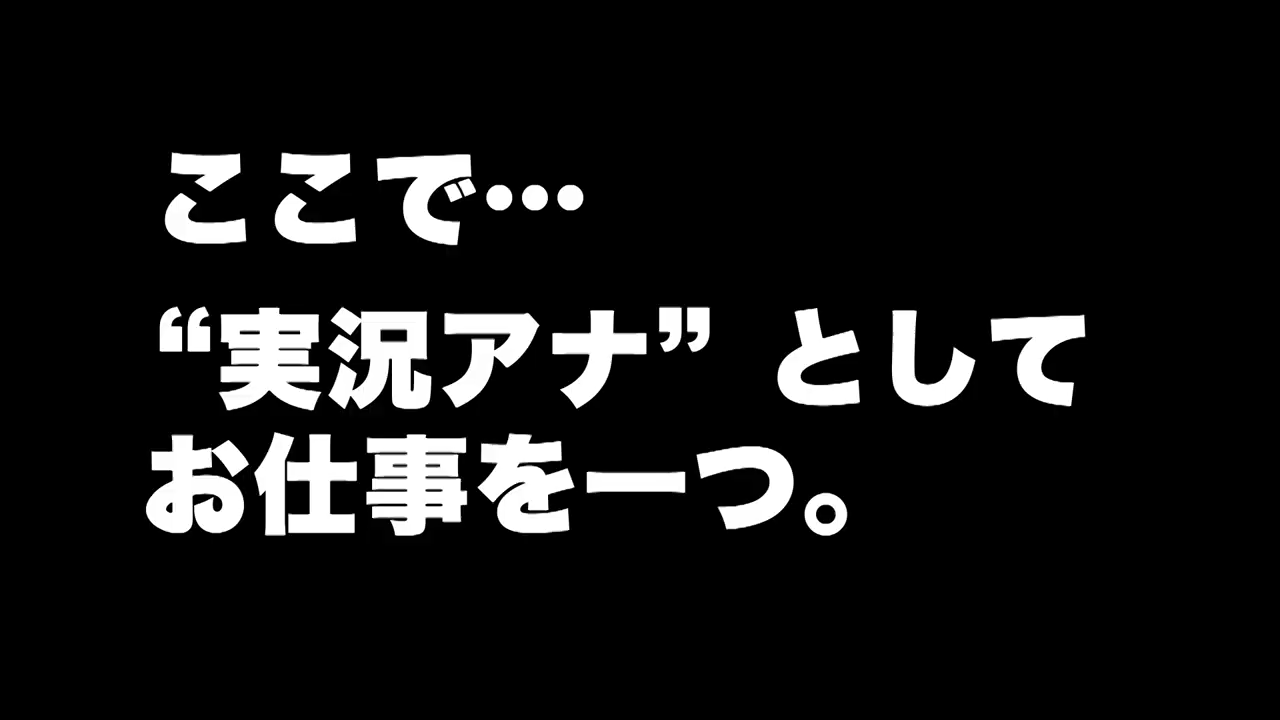 ここで…
“実況アナ” として
お仕事を一つ。